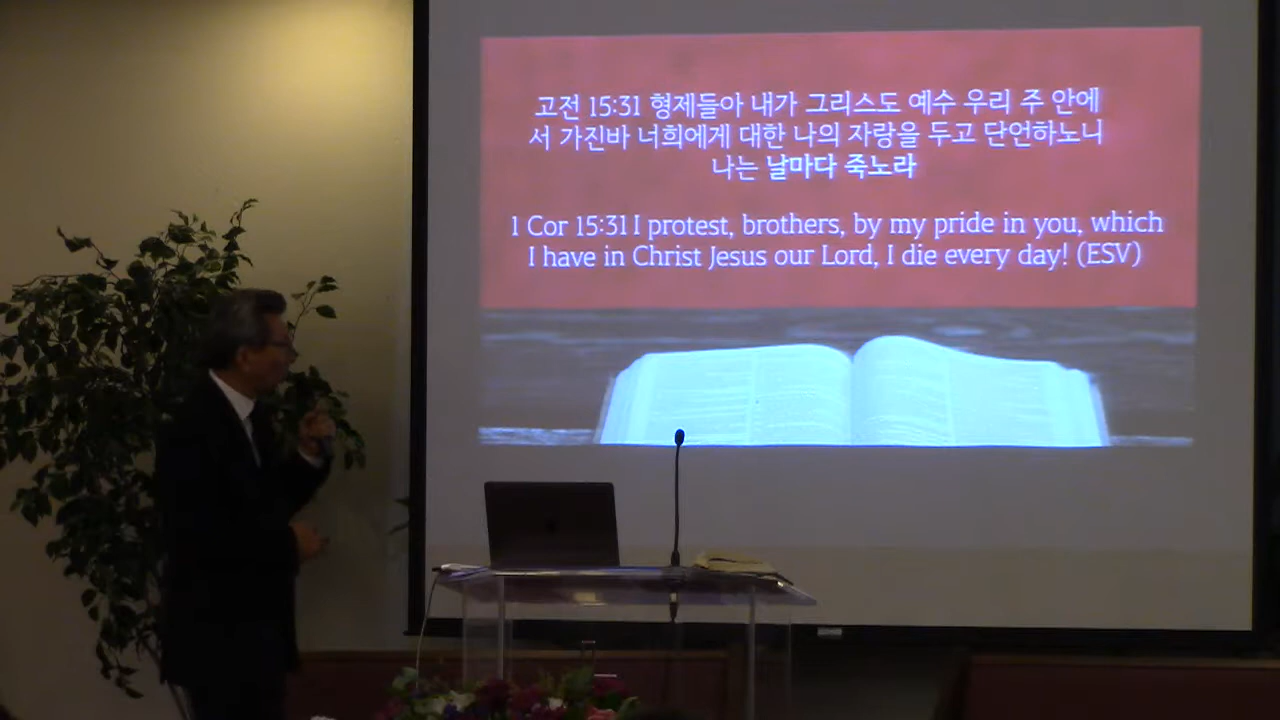 고전 15:31 형제들아 내가 그리스도 예수 우리 주 안에
서 가진바 너희에게 대한 나의 자랑을 두고 단언하노니
나는 날마다 죽노라
1 Cor 15:31 I protest, brothers, by my pride in you, which
I have in Christ Jesus our Lord, I die every day! (ESV)